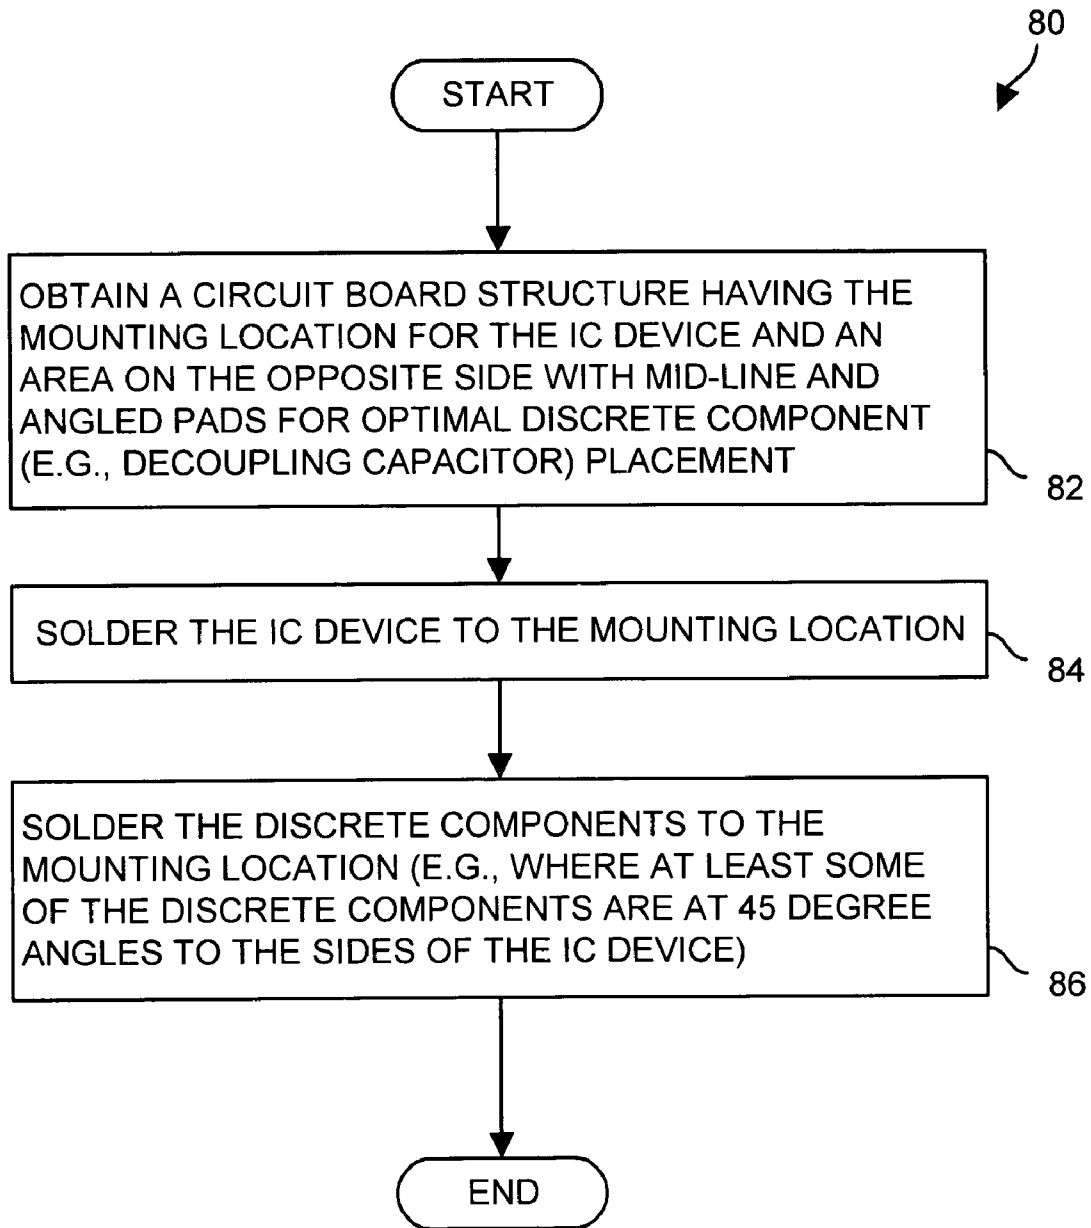 80
START
OBTAIN A CIRCUIT BOARD STRUCTURE HAVING THE
MOUNTING LOCATION FOR THE IC DEVICE AND AN
AREA ON THE OPPOSITE SIDE WITH MID-LINE AND
ANGLED PADS FOR OPTIMAL DISCRETE COMPONENT
(E.G., DECOUPLING CAPACITOR) PLACEMENT
82
SOLDER THE IC DEVICE TO THE MOUNTING LOCATION
84
SOLDER THE DISCRETE COMPONENTS TO THE
MOUNTING LOCATION (E.G., WHERE AT LEAST SOME
OF THE DISCRETE COMPONENTS ARE AT 45 DEGREE
ANGLES TO THE SIDES OF THE IC DEVICE)
86
END